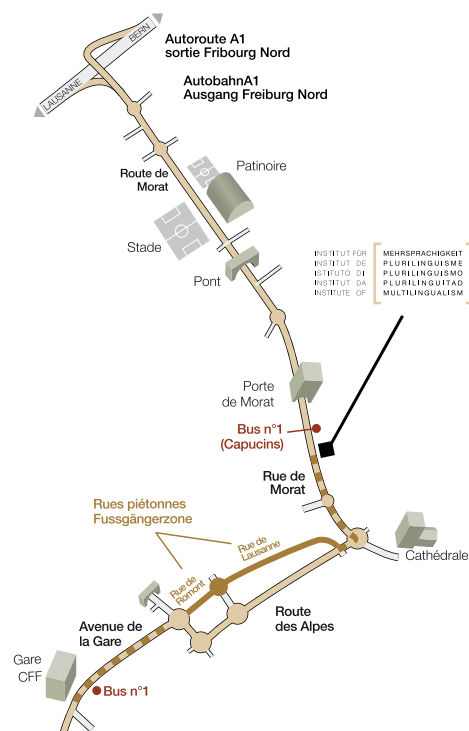 Autoroute A1
sortie Fribourg Nord
BERN
LAUSANNE
AutobahnA1
Ausgang Freiburg Nord
Route de
Morat
Patinoire
Stade
Pont
INSTITUT FÜR MEHRSPRACHIGKEIT
INSTITUT DE PLURILINGUISME
ISTITUTO DI PLURILINGUISMO
INSTITUT DA PLURILINGUITAD
INSTITUTE OF MULTILINGUALISM
Porte
de Morat
Bus n°1
(Capucins)
Rue de
Morat
Rues piétonnes
Fussgängerzone
Rue de
Lausanne
Cathédrale
Rue de
Romont
Avenue de
la Gare
Route
des Alpes
Gare
CFF
Bus n°1